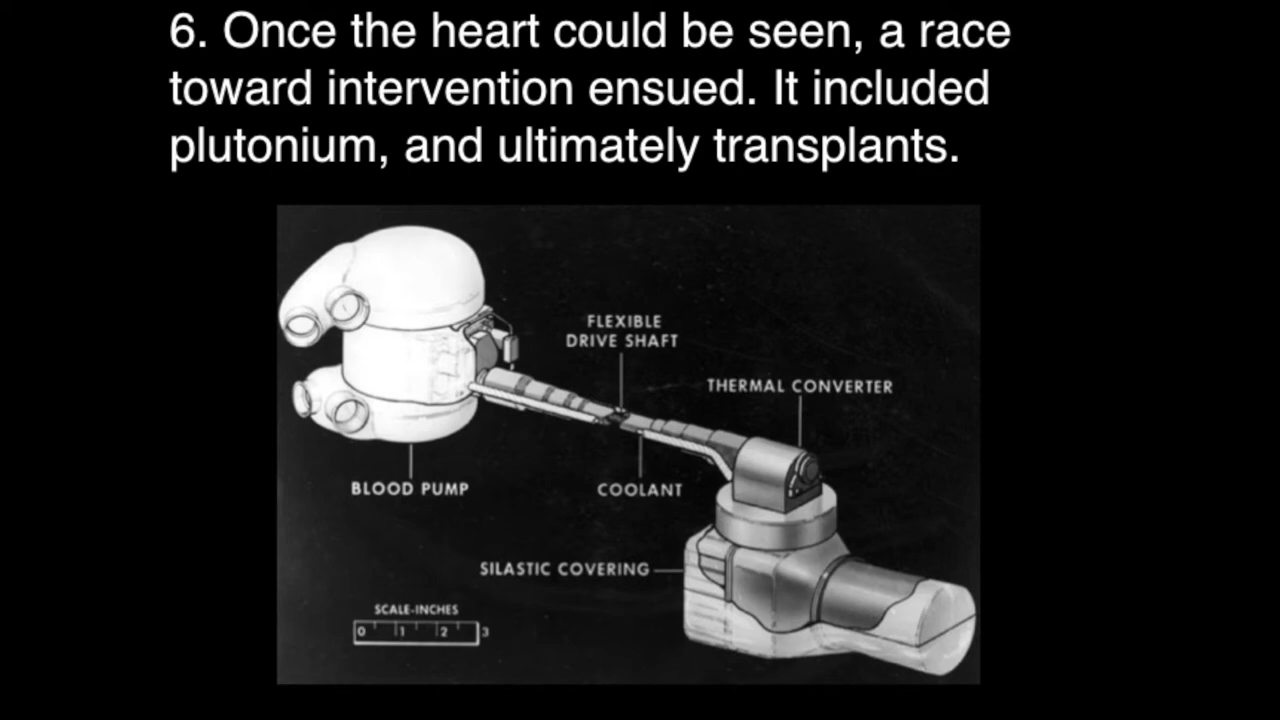 6. Once the heart could be seen, a race
toward intervention ensued. It included
plutonium, and ultimately transplants.
FLEXIBLE
DRIVE SHAFT
THERMAL CONVERTER
BLOOD PUMP
COOLANT
SILASTIC COVERING
SCALE-INCHES
0 1 2 3